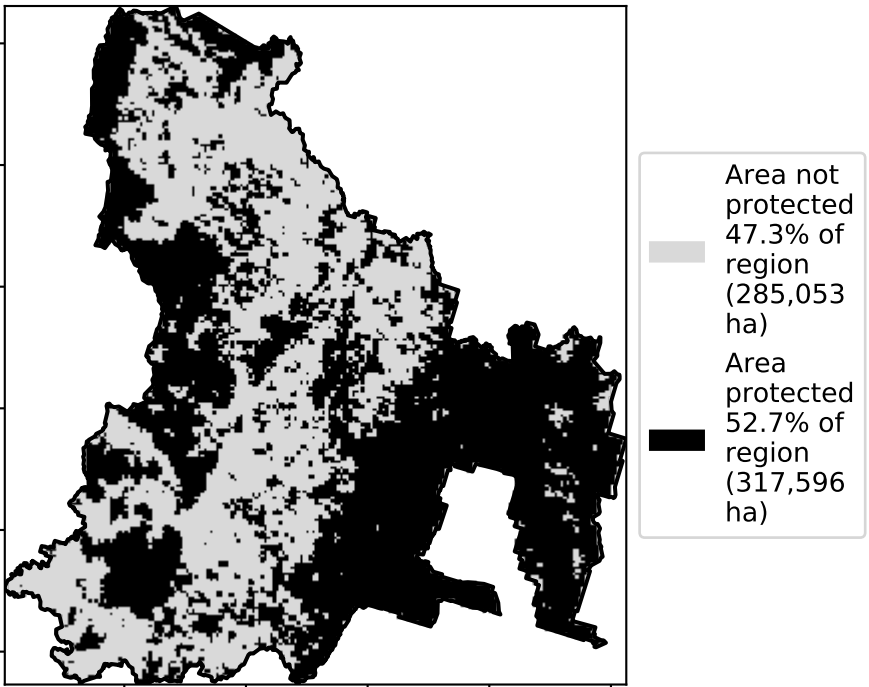 Area not
protected
47.3% of
region
(285,053
ha)
Area
protected
52.7% of
region
(317,596
ha)